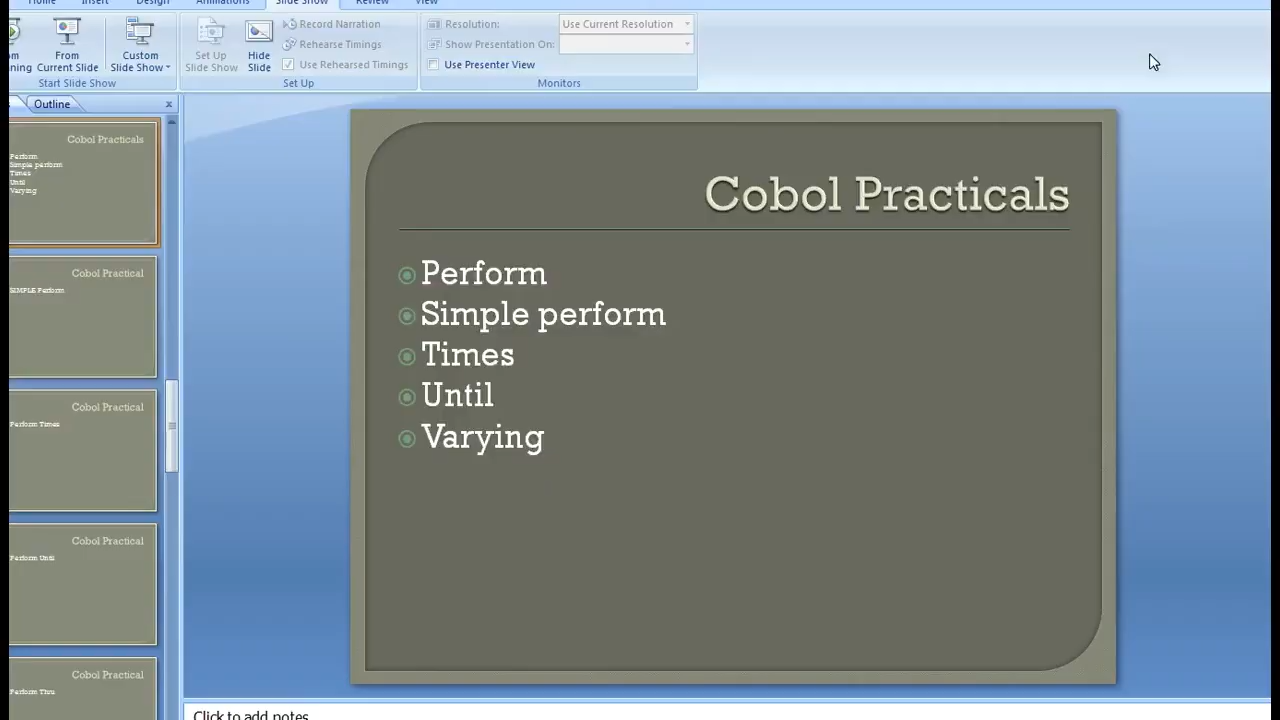 Home Insert Design Animations Slide Show Review View
From Current Slide
Custom Slide Show
Start Slide Show
Set Up Slide Show
Hide Slide
Record Narration
Rehearse Timings
Use Rehearsed Timings
Set Up
Resolution: Use Current Resolution
Show Presentation On:
Use Presenter View
Monitors
Outline
Cobol Practicals
Perform
Simple perform
Times
Until
Varying
Cobol Practical
SIMPLE Perform
Cobol Practical
Perform Times
Cobol Practical
Perform Until
Cobol Practical
Perform
Cobol Practicals
Perform
Simple perform
Times
Until
Varying
Click to add notes